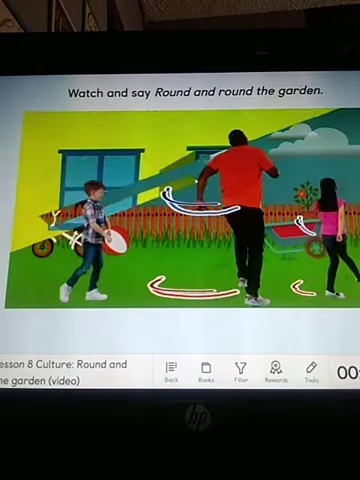 Watch and say Round and round the garden.
esson 8 Culture: Round and
he garden (video)
Back
Books
Filter
Rewards
Tools
00:
hp